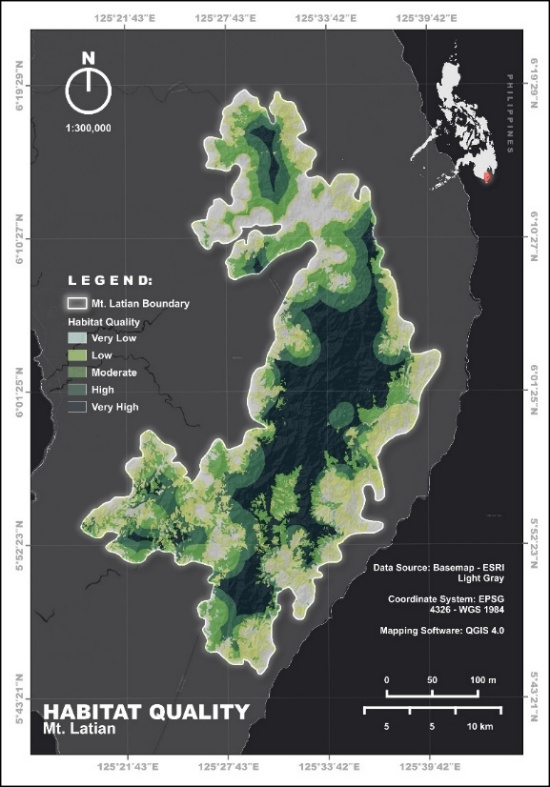 125°21'43"E 125°27'43"E 125°33'42"E 125°39'42"E
N
1:300,000
PHILIPPINES
6°19'29"N
6°19'29"N
6°10'27"N
6°10'27"N
LEGEND:
Mt. Latian Boundary
Habitat Quality
Very Low
Low
Moderate
High
Very High
6°01'25"N
6°01'25"N
5°52'23"N
5°52'23"N
Data Source: Basemap - ESRI
Light Gray
Coordinate System: EPSG
4326 - WGS 1984
Mapping Software: QGIS 4.0
0 50 100 m
5 5 10 km
5°43'21"N
5°43'21"N
HABITAT QUALITY
Mt. Latian
125°21'43"E 125°27'43"E 125°33'42"E 125°39'42"E